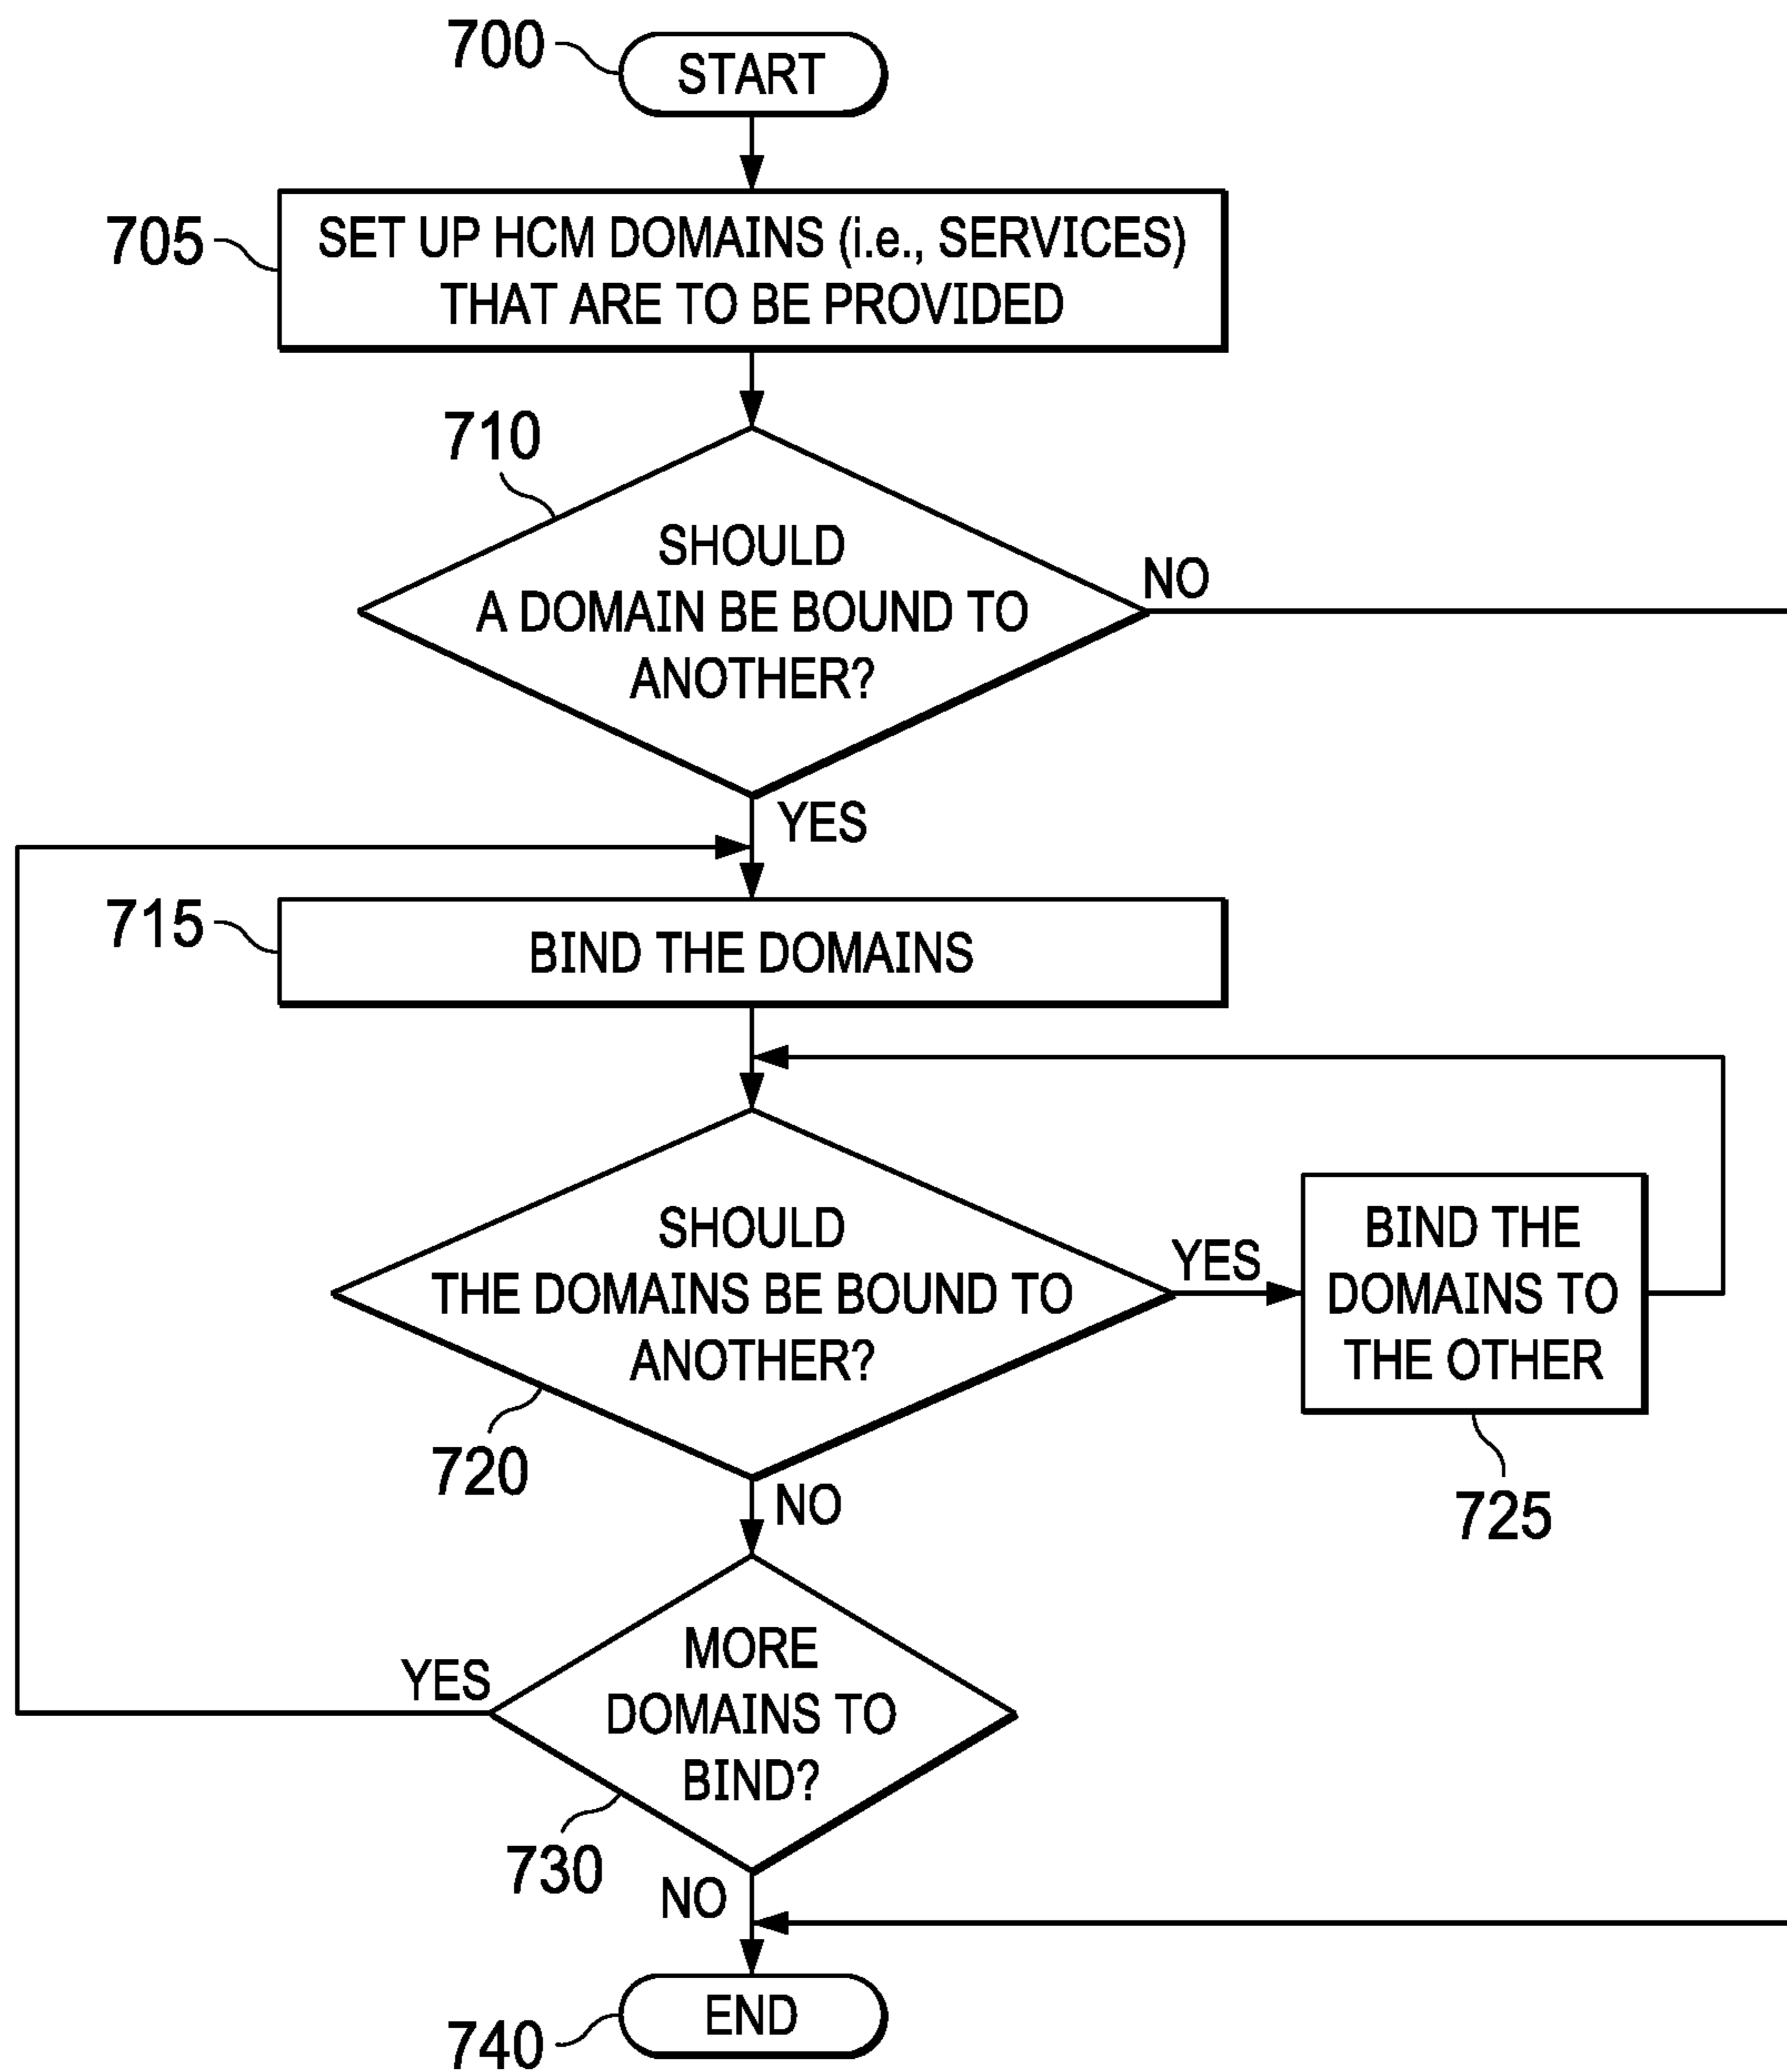 700
START
705
SET UP HCM DOMAINS (i.e., SERVICES)
THAT ARE TO BE PROVIDED
710
SHOULD
A DOMAIN BE BOUND TO
ANOTHER?
NO
YES
715
BIND THE DOMAINS
SHOULD
THE DOMAINS BE BOUND TO
ANOTHER?
YES
BIND THE
DOMAINS TO
THE OTHER
720
725
NO
MORE
DOMAINS TO
BIND?
YES
730
NO
END
740